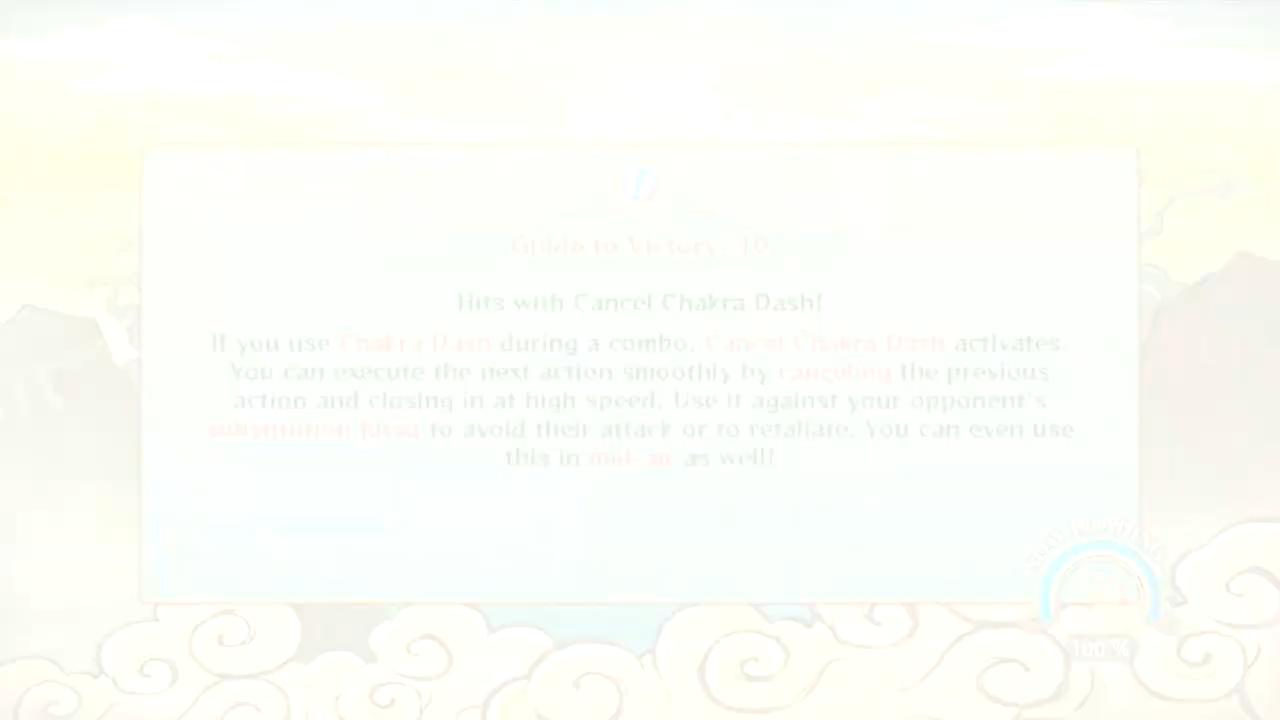 Guide to Victory: 10
Hits with Cancel Chakra Dash!
If you use Chakra Dash during a combo, Cancel Chakra Dash activates.
You can execute the next action smoothly by canceling the previous
action and closing in at high speed. Use it against your opponent's
substitution jutsu to avoid their attack or to retaliate. You can even use
this in mid-air as well!
100 %